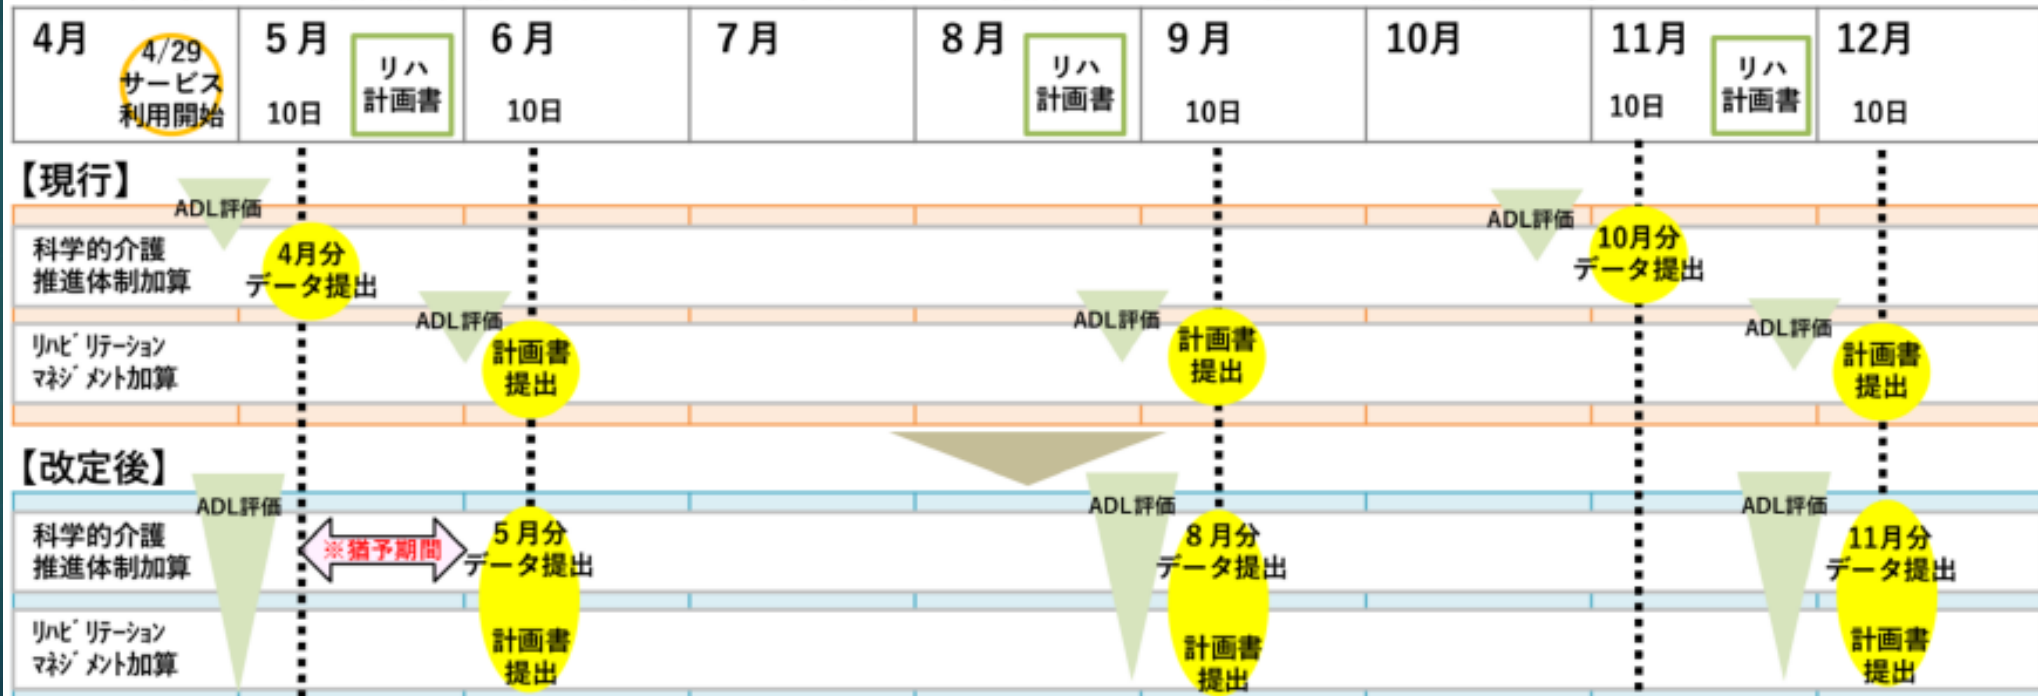 4月
4/29
サービス
利用開始
5月
10日
リハ
計画書
6月
10日
7月
8月
リハ
計画書
9月
10日
10月
11月
10日
リハ
計画書
12月
10日
【現行】
ADL評価
科学的介護
推進体制加算
4月分
データ提出
ADL評価
10月分
データ提出
リハビリテーション
マネジメント加算
ADL評価
計画書
提出
ADL評価
計画書
提出
ADL評価
計画書
提出
【改定後】
ADL評価
科学的介護
推進体制加算
※猶予期間
5月分
データ提出
ADL評価
8月分
データ提出
ADL評価
11月分
データ提出
リハビリテーション
マネジメント加算
計画書
提出
計画書
提出
計画書
提出